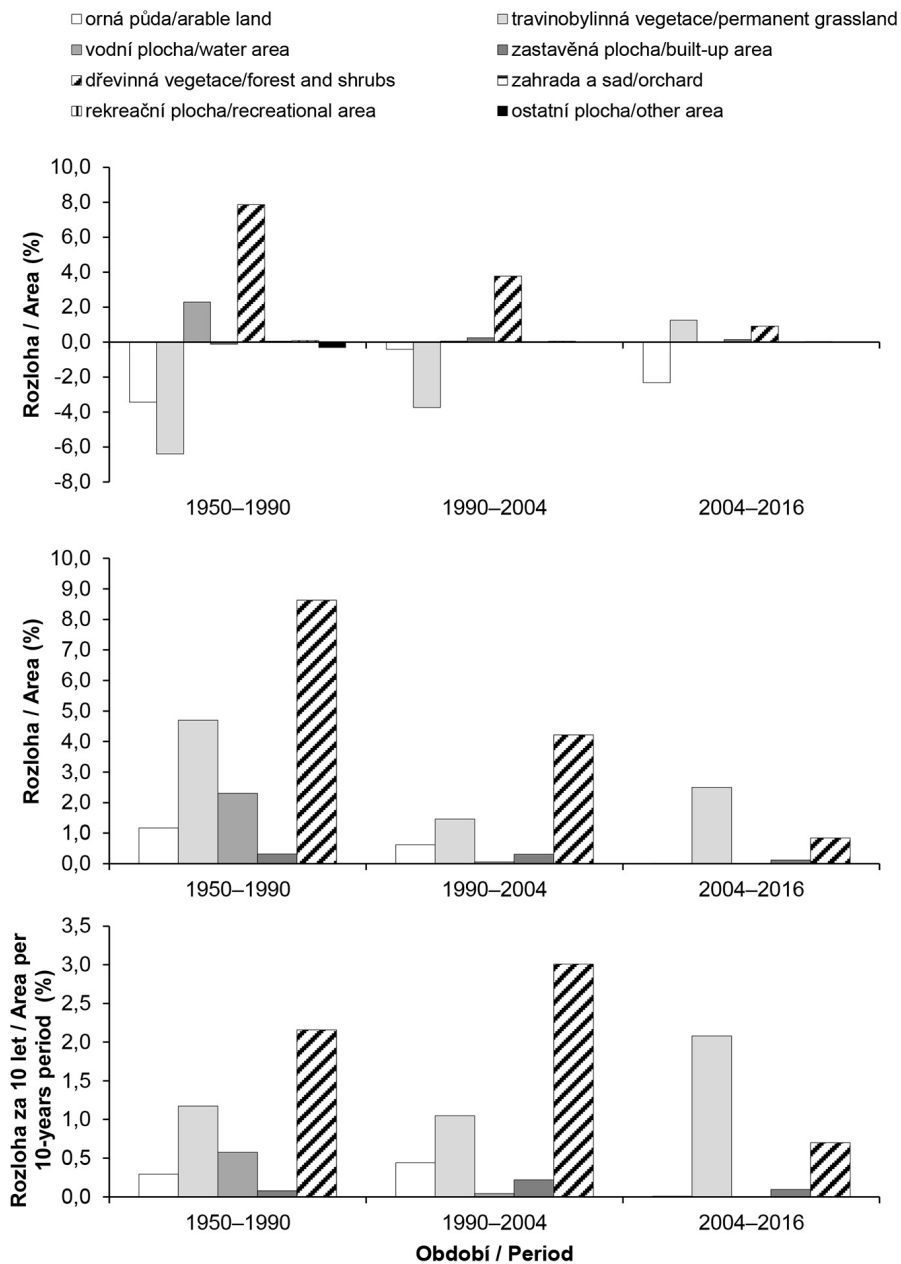 orná půda/arable land
travinobylinná vegetace/permanent grassland
vodní plocha/water area
zastavěná plocha/built-up area
dřevinná vegetace/forest and shrubs
zahrada a sad/orchard
rekreační plocha/recreational area
ostatní plocha/other area
Rozloha / Area (%)
10,0
8,0
6,0
4,0
2,0
0,0
-2,0
-4,0
-6,0
-8,0
1950–1990
1990–2004
2004–2016
Rozloha / Area (%)
10,0
9,0
8,0
7,0
6,0
5,0
4,0
3,0
2,0
1,0
0,0
1950–1990
1990–2004
2004–2016
Rozloha za 10 let / Area per
10-years period (%)
3,5
3,0
2,5
2,0
1,5
1,0
0,5
0,0
1950–1990
1990–2004
2004–2016
Období / Period